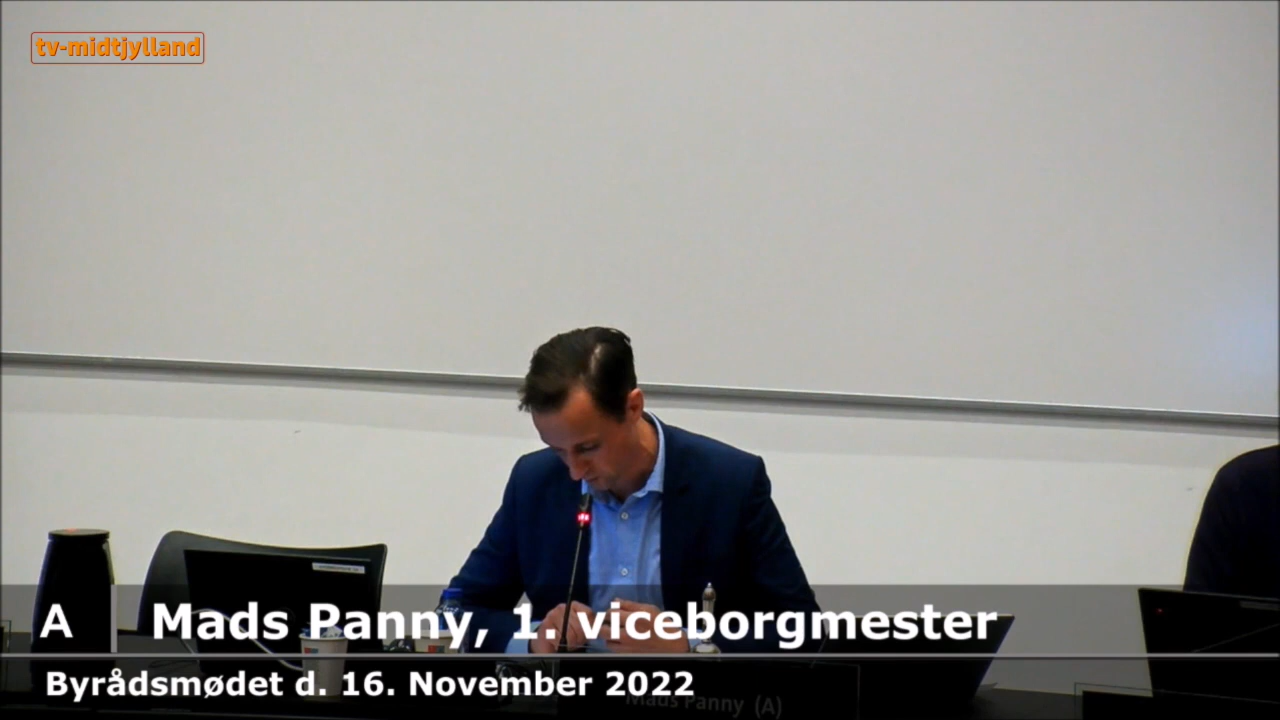 tv-midtjylland
A
Mads Panny, 1. viceborgmester
Byrådsmødet d. 16. November 2022
Mads Panny (A)